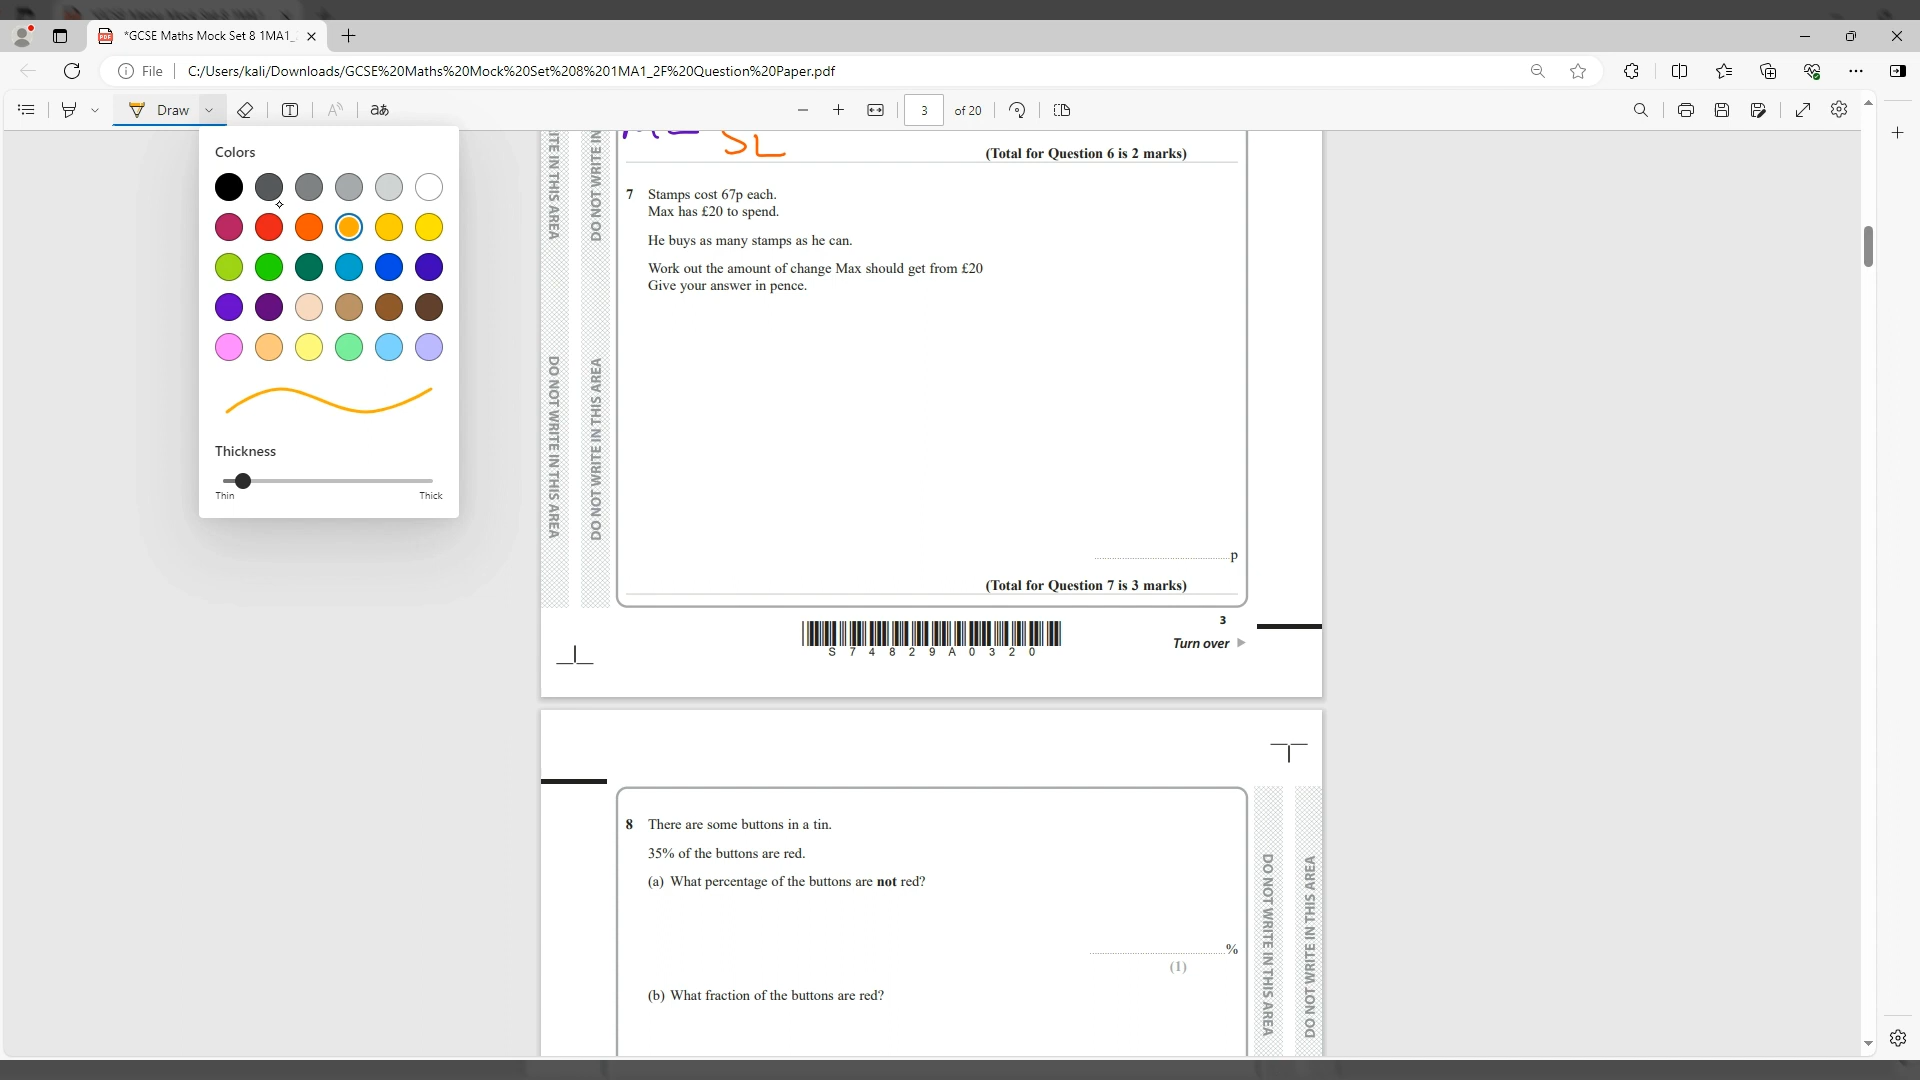 *GCSE Maths Mock Set 8 1MA1_
File
C:/Users/kali/Downloads/GCSE%20Maths%20Mock%20Set%208%201MA1_2F%20Question%20Paper.pdf
Draw
3
of 20
Colors
Thickness
Thin
Thick
SL
(Total for Question 6 is 2 marks)
7 Stamps cost 67p each.
Max has £20 to spend.
He buys as many stamps as he can.
Work out the amount of change Max should get from £20
Give your answer in pence.
p
(Total for Question 7 is 3 marks)
DO NOT WRITE IN THIS AREA
DO NOT WRITE IN THIS AREA
S 7 4 8 2 9 A 0 3 2 0
3
Turn over
8 There are some buttons in a tin.
35% of the buttons are red.
(a) What percentage of the buttons are not red?
%
(1)
(b) What fraction of the buttons are red?
DO NOT WRITE IN THIS AREA
DO NOT WRITE IN THIS AREA